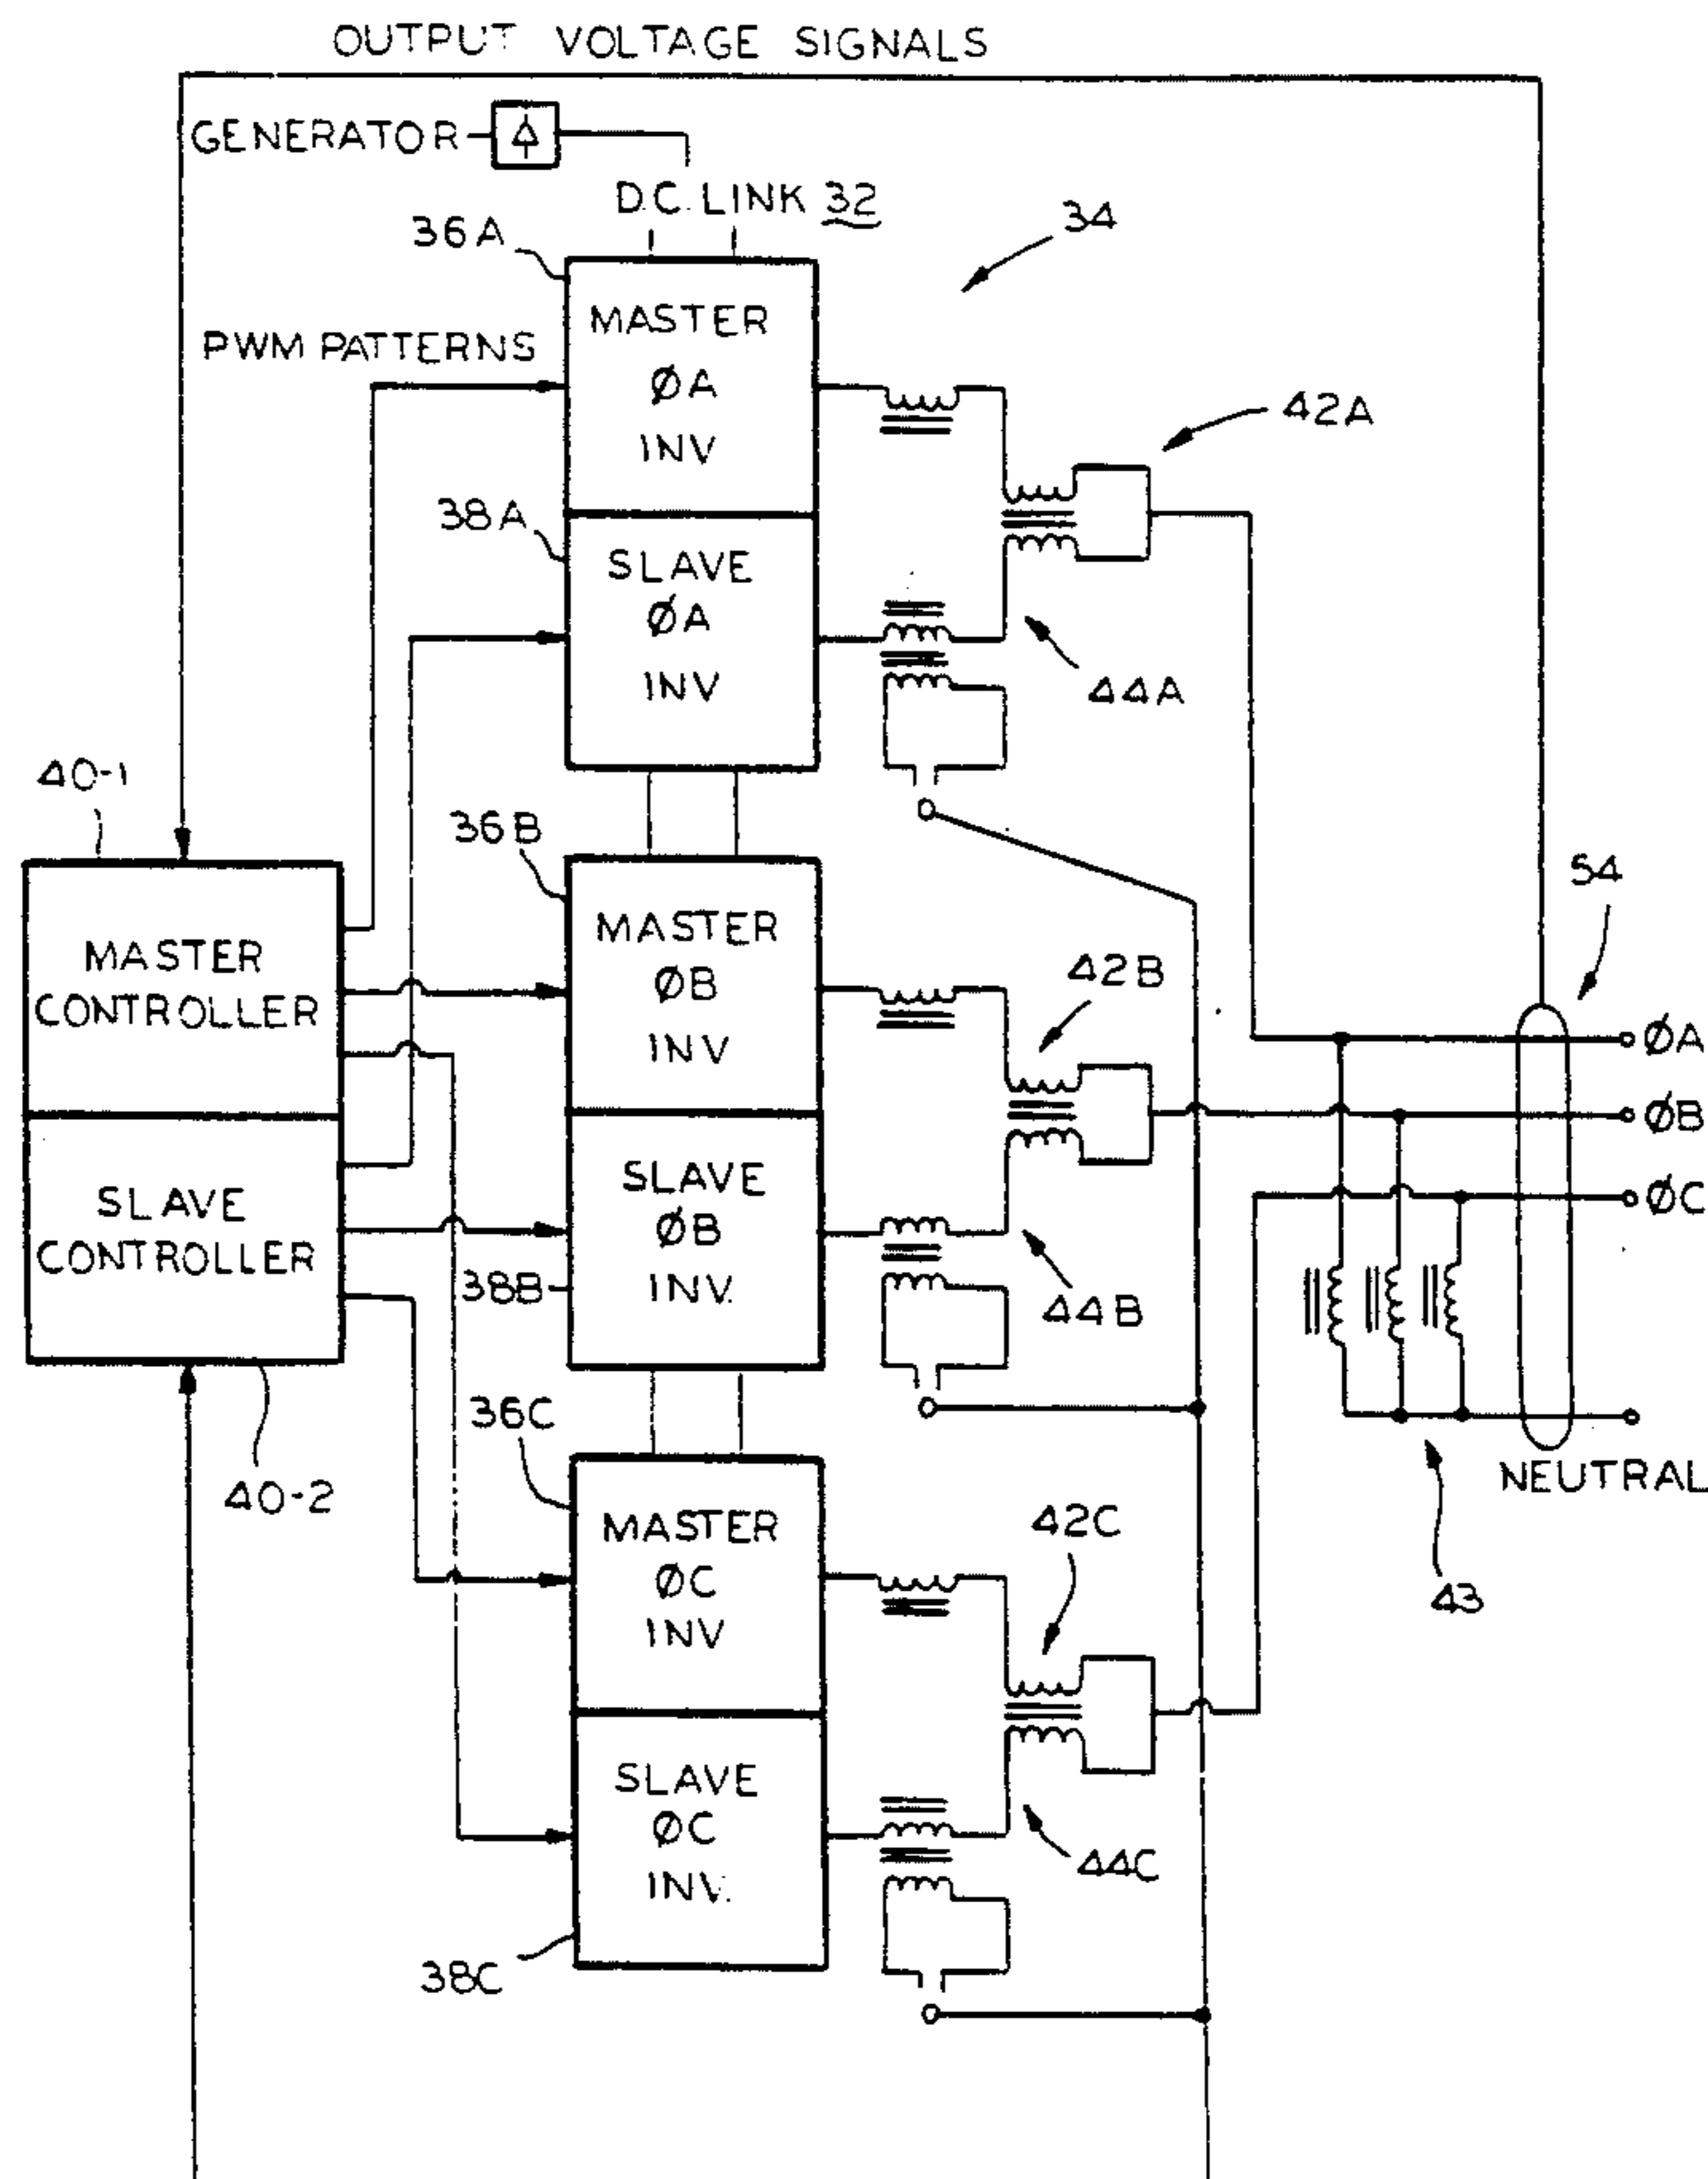 OUTPUT VOLTAGE SIGNALS
GENERATOR
D.C. LINK 32
36A
34
MASTER
ØA
INV
PWM PATTERNS
42A
38A
SLAVE
ØA
INV
44A
40-1
36B
54
MASTER
CONTROLLER
MASTER
ØB
INV
42B
ØA
ØB
ØC
SLAVE
CONTROLLER
SLAVE
ØB
INV.
38B
44B
40-2
36C
NEUTRAL
MASTER
ØC
INV
42C
43
SLAVE
ØC
INV.
44C
38C